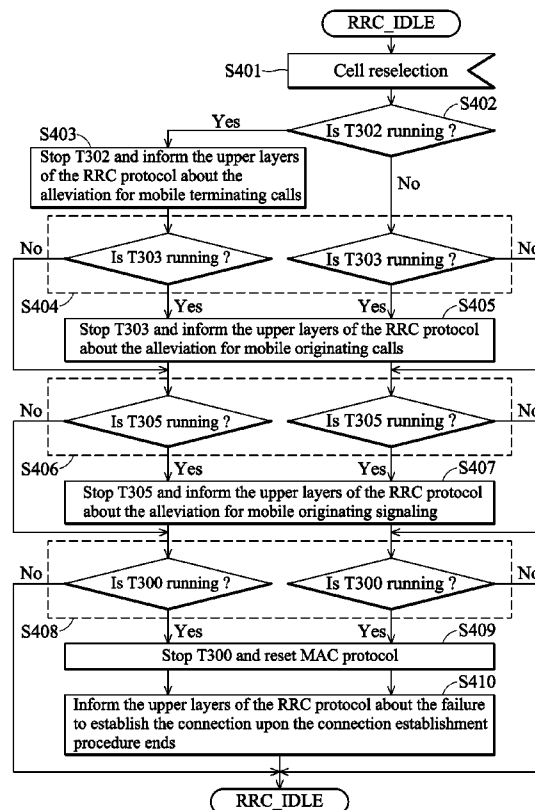 RRC_IDLE
S401
Cell reselection
S402
Is T302 running ?
Yes
No
S403
Stop T302 and inform the upper layers
of the RRC protocol about the
alleviation for mobile terminating calls
No
Is T303 running ?
Is T303 running ?
No
S404
Yes
Yes
S405
Stop T303 and inform the upper layers of the RRC protocol
about the alleviation for mobile originating calls
No
Is T305 running ?
Is T305 running ?
No
S406
Yes
Yes
S407
Stop T305 and inform the upper layers of the RRC protocol
about the alleviation for mobile originating signaling
No
Is T300 running ?
Is T300 running ?
No
S408
Yes
Yes
S409
Stop T300 and reset MAC protocol
S410
Inform the upper layers of the RRC protocol about the failure
to establish the connection upon the connection establishment
procedure ends
RRC_IDLE